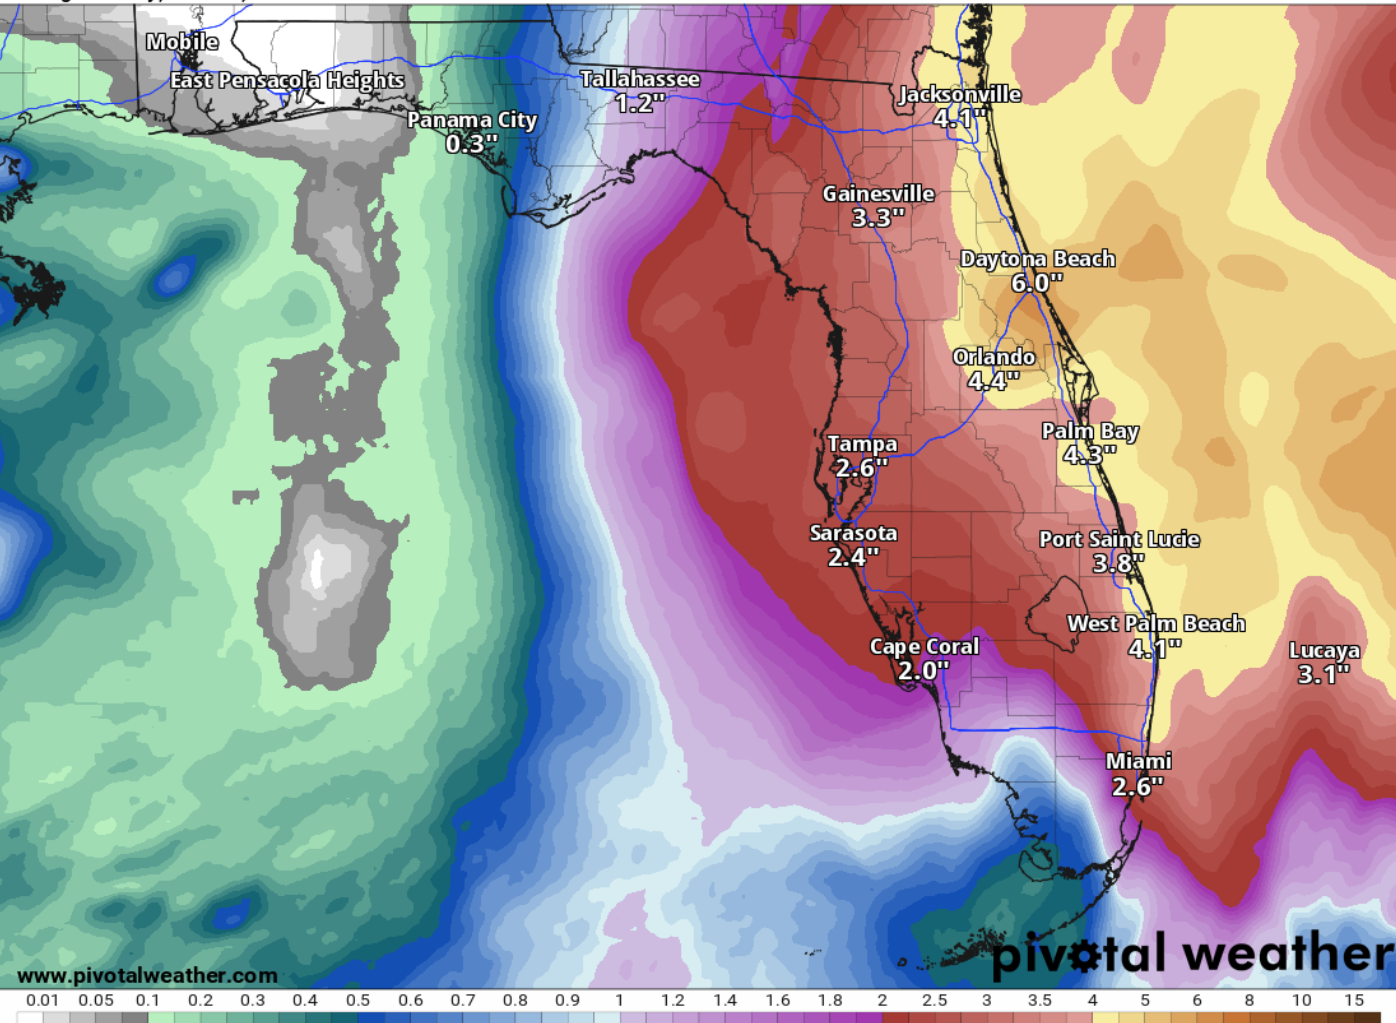 Mobile
East Pensacola Heights
Tallahassee
1.2"
Jacksonville
4.1"
Panama City
0.3"
Gainesville
3.3"
Daytona Beach
6.0"
Orlando
4.4"
Palm Bay
4.3"
Tampa
2.6"
Sarasota
2.4"
Port Saint Lucie
3.8"
West Palm Beach
4.1"
Cape Coral
2.0"
Lucaya
3.1"
Miami
2.6"
pivotal weather
www.pivotalweather.com
0.01 0.05 0.1 0.2 0.3 0.4 0.5 0.6 0.7 0.8 0.9 1 1.2 1.4 1.6 1.8 2 2.5 3 3.5 4 5 6 8 10 15